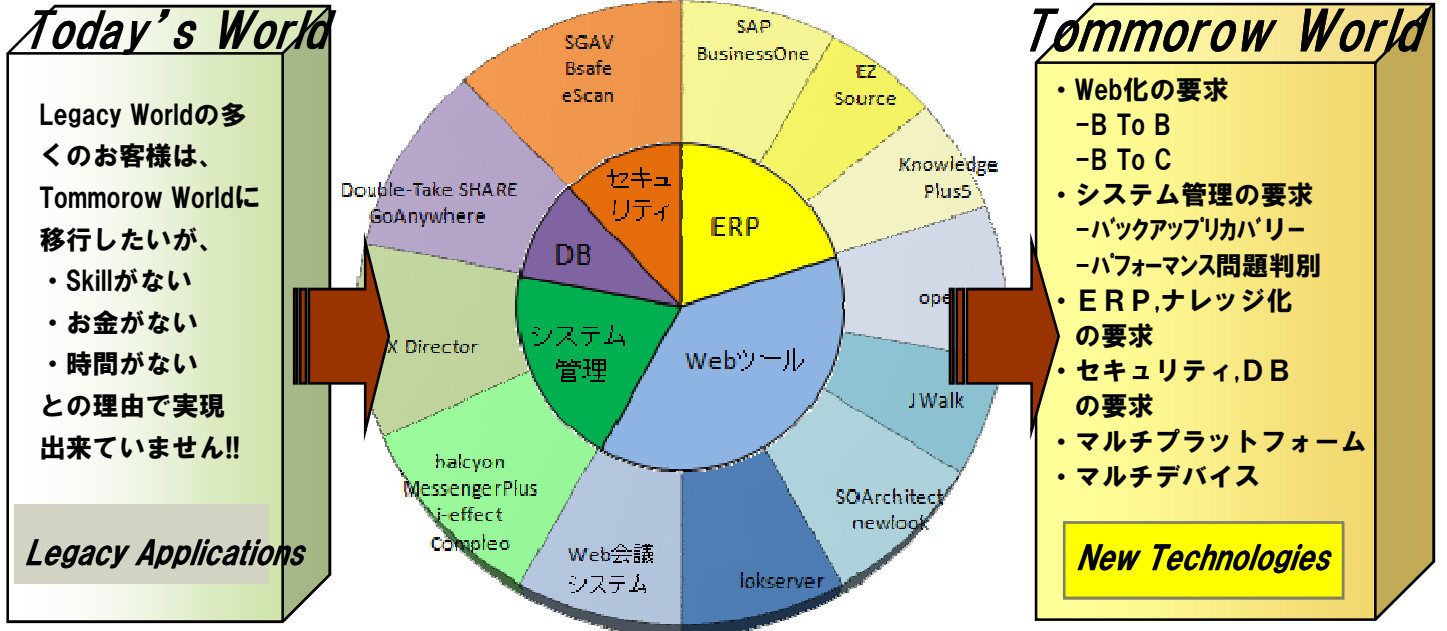 Today's World
Legacy Worldの多
くのお客様は、
Tommorow Worldに
移行したいが、
・Skillがない
・お金がない
・時間がない
との理由で実現
出来ていません!!
Legacy Applications
SGAV
Bsafe
eScan
SAP
BusinessOne
EZ
Source
Knowledge
Plus5
Double-Take SHARE
GoAnywhere
セキュ
リティ
ERP
DB
X Director
システム
管理
Webツール
ope
J Walk
halcyon
MessengerPlus
i-effect
Compleo
SOArchitect
newlook
Web会議
システム
lokserver
Tommorow World
・Web化の要求
-B To B
-B To C
・システム管理の要求
-バックアップリカバリー
-パフォーマンス問題判別
・ＥＲＰ,ナレッジ化
の要求
・セキュリティ,ＤＢ
の要求
・マルチプラットフォーム
・マルチデバイス
New Technologies